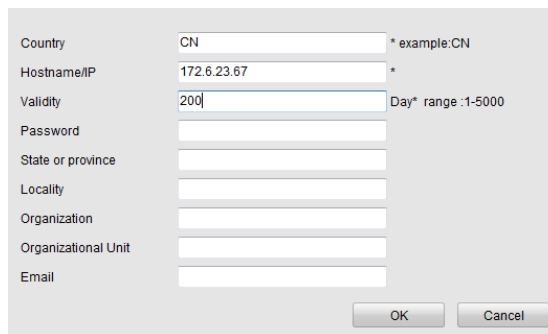 Country CN * example:CN
Hostname/IP 172.6.23.67 *
Validity 200 Day* range :1-5000
Password
State or province
Locality
Organization
Organizational Unit
Email
OK Cancel